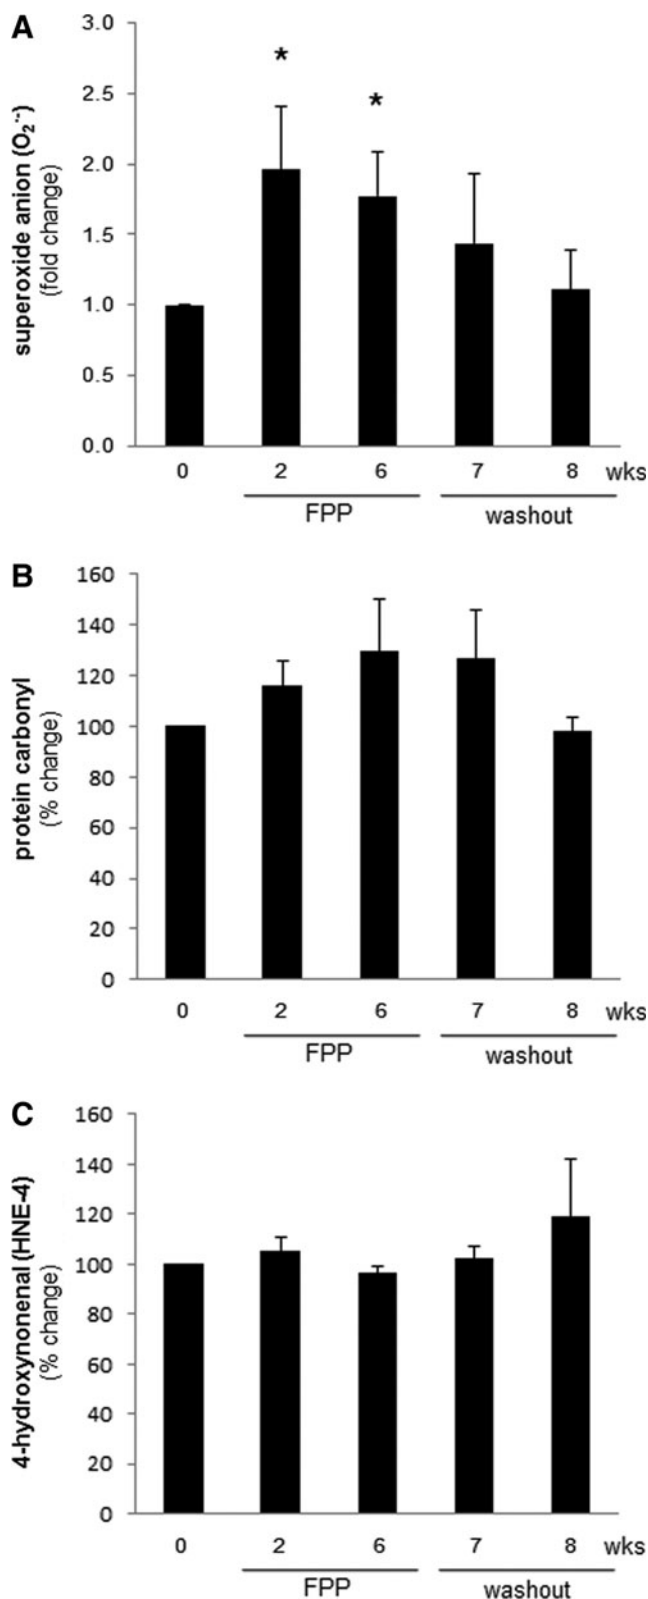 A
superoxide anion (O₂˙⁻)
(fold change)
3.0
2.5
2.0
1.5
1.0
0.5
0.0
*
*
0 2 6 7 8 wks
FPP washout
B
protein carbonyl
(% change)
160
140
120
100
80
60
40
20
0
0 2 6 7 8 wks
FPP washout
C
4-hydroxynonenal (HNE-4)
(% change)
160
140
120
100
80
60
40
20
0
0 2 6 7 8 wks
FPP washout